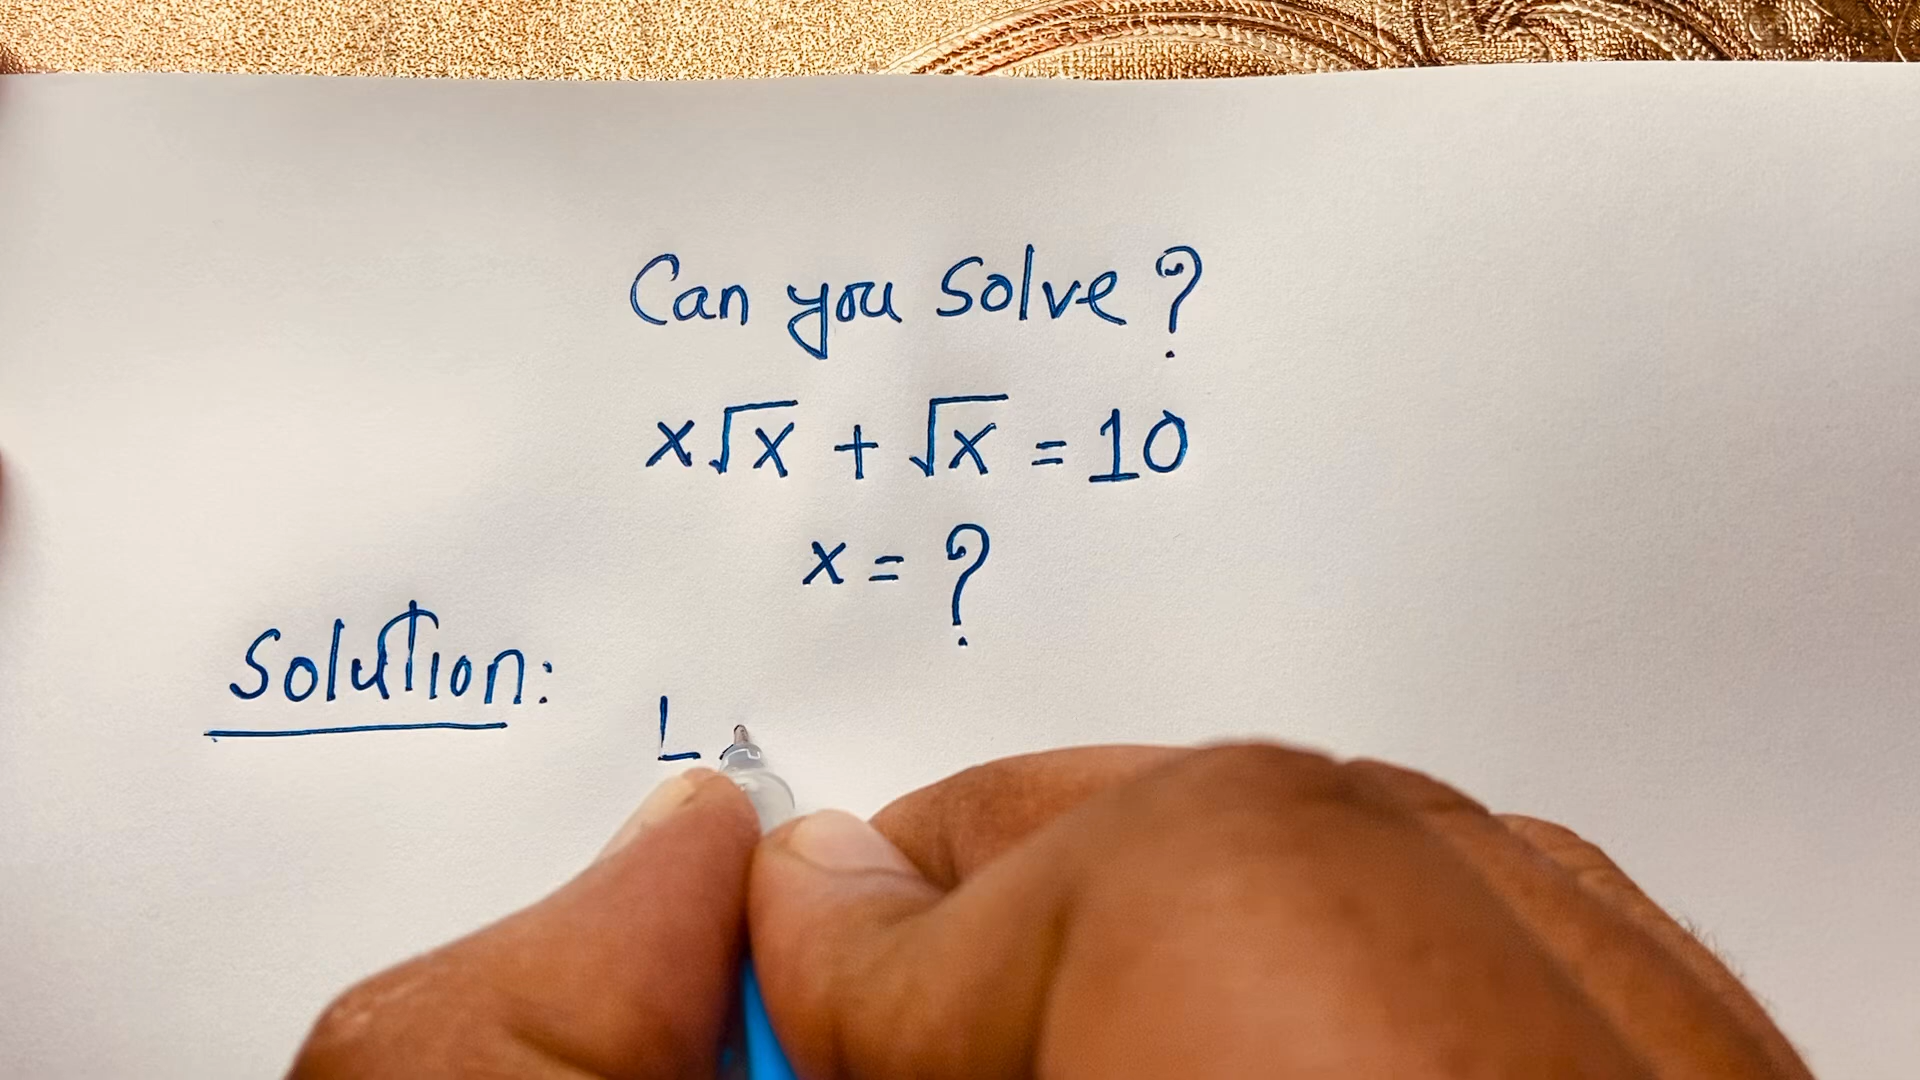 Can you solve?
x√x + √x = 10
x = ?
Solution:
L